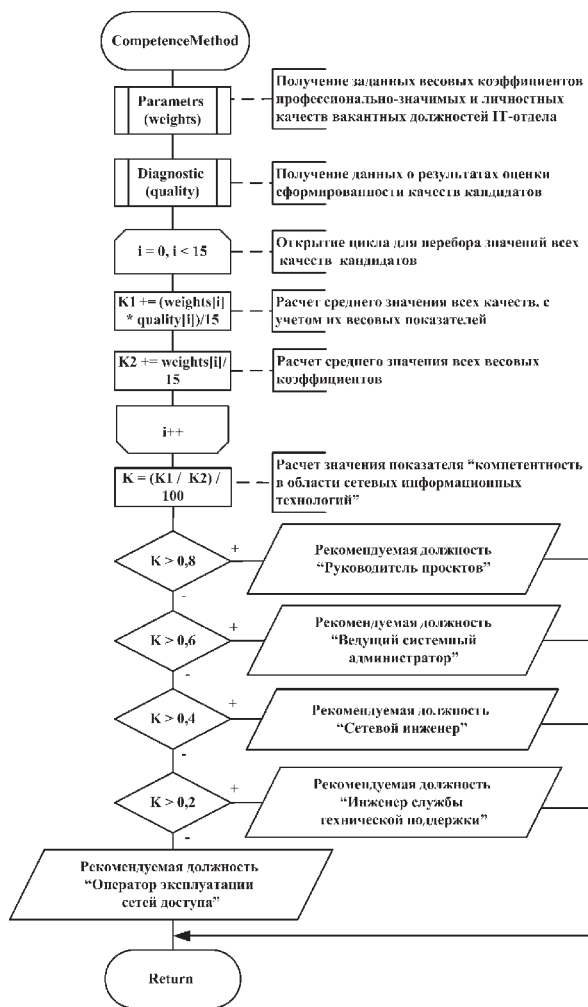 CompetenceMethod
Parametrs
(weights)
Получение заданных весовых коэффициентов
профессионально-значимых и личностных
качеств вакантных должностей IT-отдела
Diagnostic
(quality)
Получение данных о результатах оценки
сформированности качеств кандидатов
i = 0, i < 15
Открытие цикла для перебора значений всех
качеств кандидатов
K1 += (weights[i]
* quality[i])/15
Расчет среднего значения всех качеств, с
учетом их весовых показателей
K2 += weights[i]/
15
Расчет среднего значения всех весовых
коэффициентов
i++
K = (K1 / K2) /
100
Расчет значения показателя “компетентность
в области сетевых информационных
технологий”
K > 0,8
+
-
Рекомендуемая должность
“Руководитель проектов”
K > 0,6
+
-
Рекомендуемая должность
“Ведущий системный
администратор”
K > 0,4
+
-
Рекомендуемая должность
“Сетевой инженер”
K > 0,2
+
-
Рекомендуемая должность
“Инженер службы
технической поддержки”
Рекомендуемая должность
“Оператор эксплуатации
сетей доступа”
Return